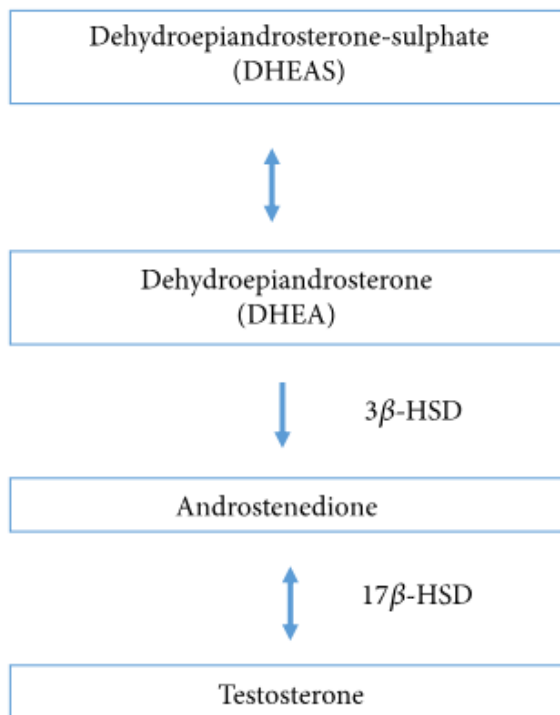 Dehydroepiandrosterone-sulphate
(DHEAS)
Dehydroepiandrosterone
(DHEA)
3β-HSD
Androstenedione
17β-HSD
Testosterone